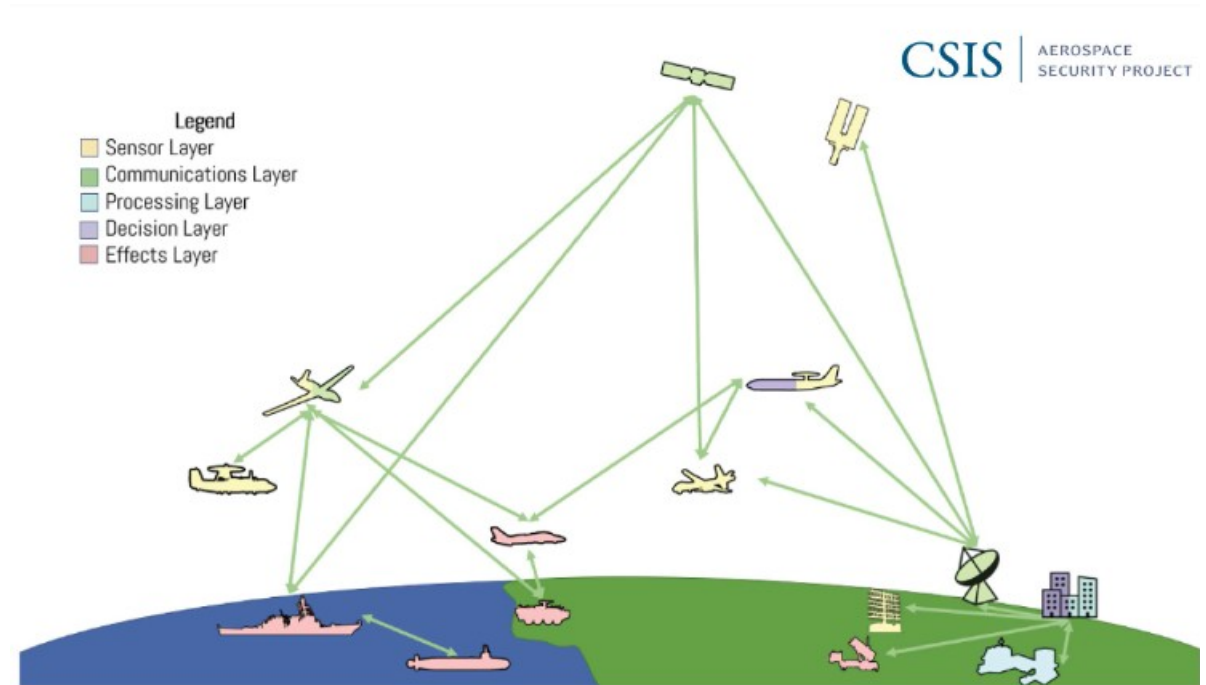 CSIS
AEROSPACE
SECURITY PROJECT
Legend
Sensor Layer
Communications Layer
Processing Layer
Decision Layer
Effects Layer